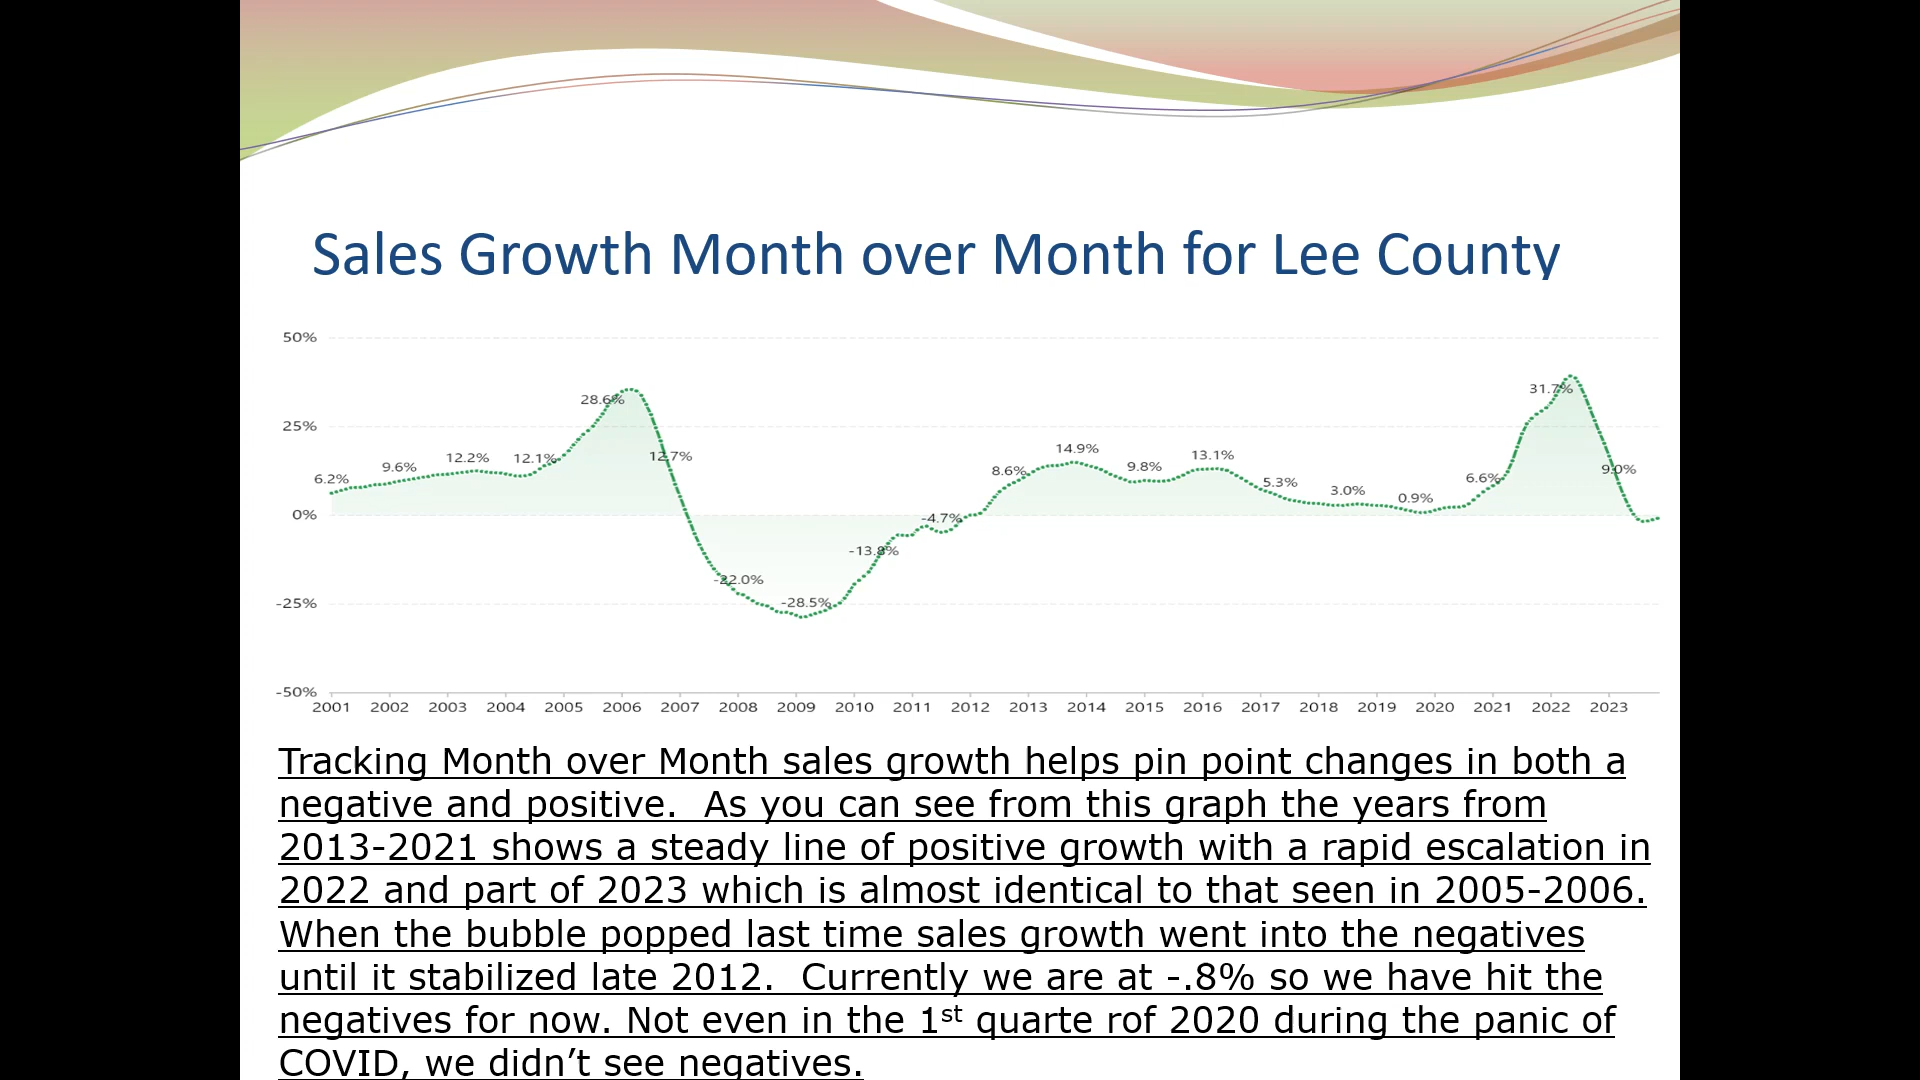 Sales Growth Month over Month for Lee County
50%
31.7%
28.6%
25%
14.9%
12.2% 12.1% 12.7% 13.1%
9.6% 8.6% 9.8% 9.0%
6.2% 5.3% 3.0% 0.9% 6.6%
0% -4.7%
-13.8%
-22.0%
-25% -28.5%
-50%
2001 2002 2003 2004 2005 2006 2007 2008 2009 2010 2011 2012 2013 2014 2015 2016 2017 2018 2019 2020 2021 2022 2023
Tracking Month over Month sales growth helps pin point changes in both a
negative and positive.  As you can see from this graph the years from
2013-2021 shows a steady line of positive growth with a rapid escalation in
2022 and part of 2023 which is almost identical to that seen in 2005-2006.
When the bubble popped last time sales growth went into the negatives
until it stabilized late 2012.  Currently we are at -.8% so we have hit the
negatives for now. Not even in the 1st quarte rof 2020 during the panic of
COVID, we didn’t see negatives.